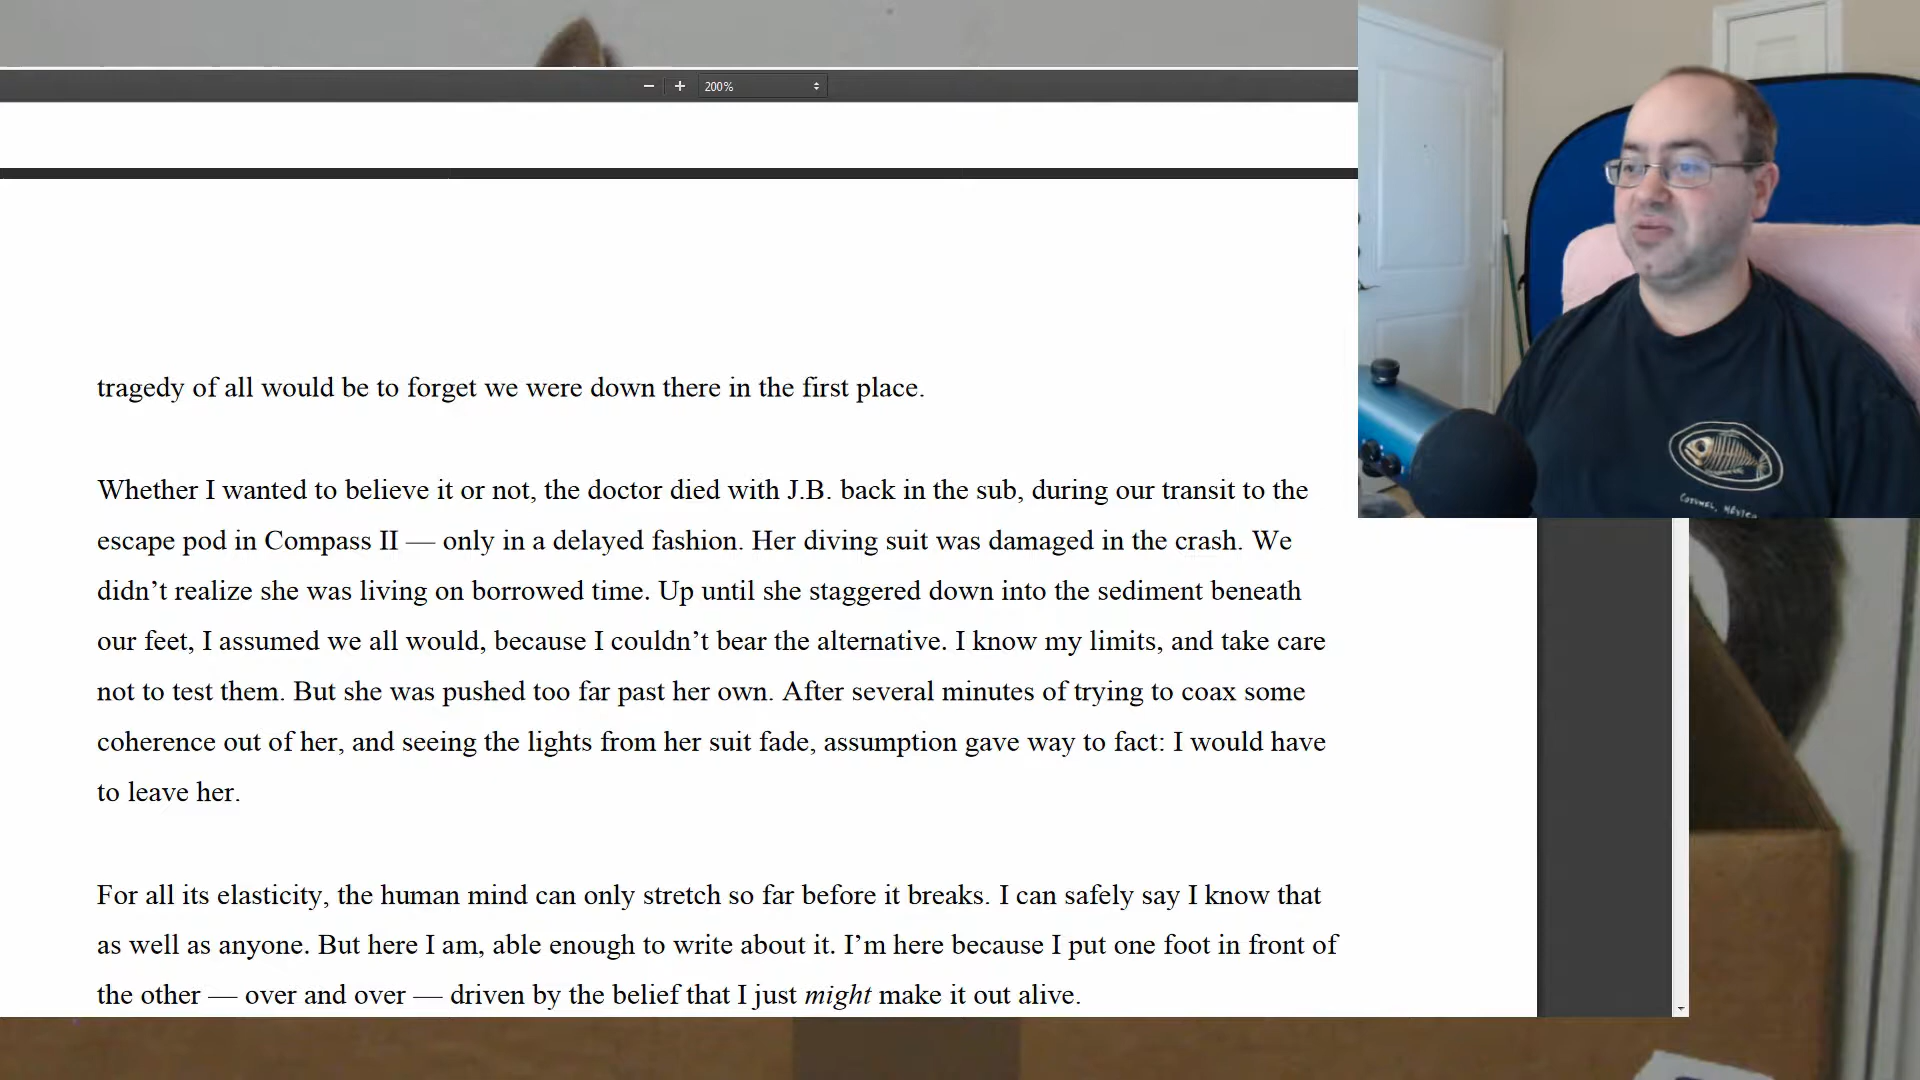 200%
tragedy of all would be to forget we were down there in the first place.
Whether I wanted to believe it or not, the doctor died with J.B. back in the sub, during our transit to the
escape pod in Compass II — only in a delayed fashion. Her diving suit was damaged in the crash. We
didn’t realize she was living on borrowed time. Up until she staggered down into the sediment beneath
our feet, I assumed we all would, because I couldn’t bear the alternative. I know my limits, and take care
not to test them. But she was pushed too far past her own. After several minutes of trying to coax some
coherence out of her, and seeing the lights from her suit fade, assumption gave way to fact: I would have
to leave her.
For all its elasticity, the human mind can only stretch so far before it breaks. I can safely say I know that
as well as anyone. But here I am, able enough to write about it. I’m here because I put one foot in front of
the other — over and over — driven by the belief that I just might make it out alive.
COZUMEL, MÉXICO